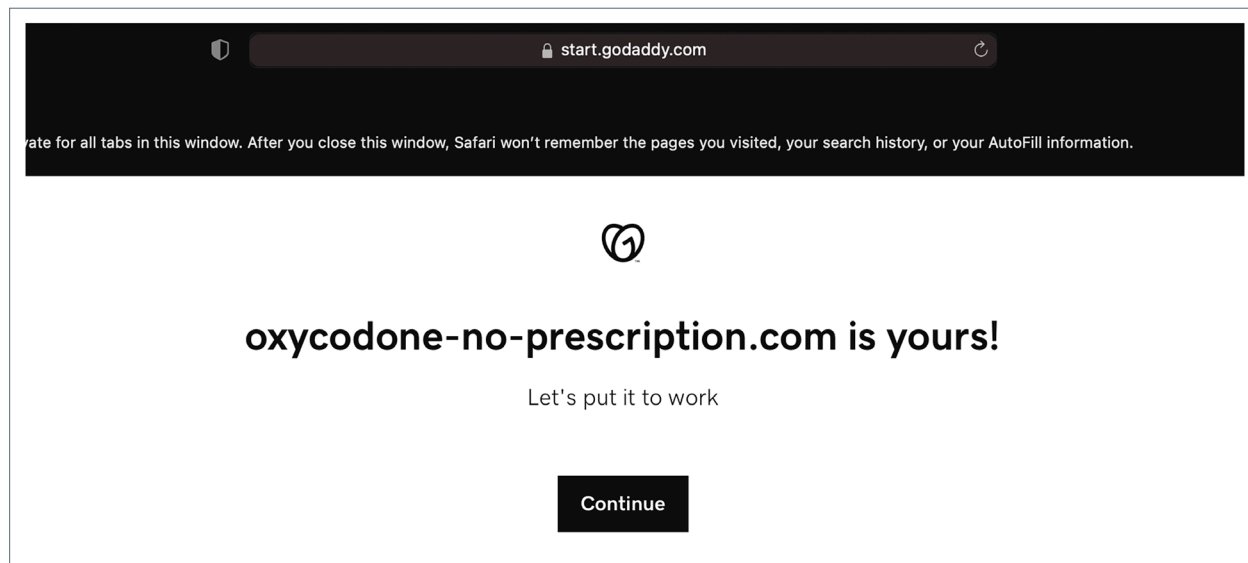 start.godaddy.com
vate for all tabs in this window. After you close this window, Safari won’t remember the pages you visited, your search history, or your AutoFill information.
oxycodone-no-prescription.com is yours!
Let's put it to work
Continue